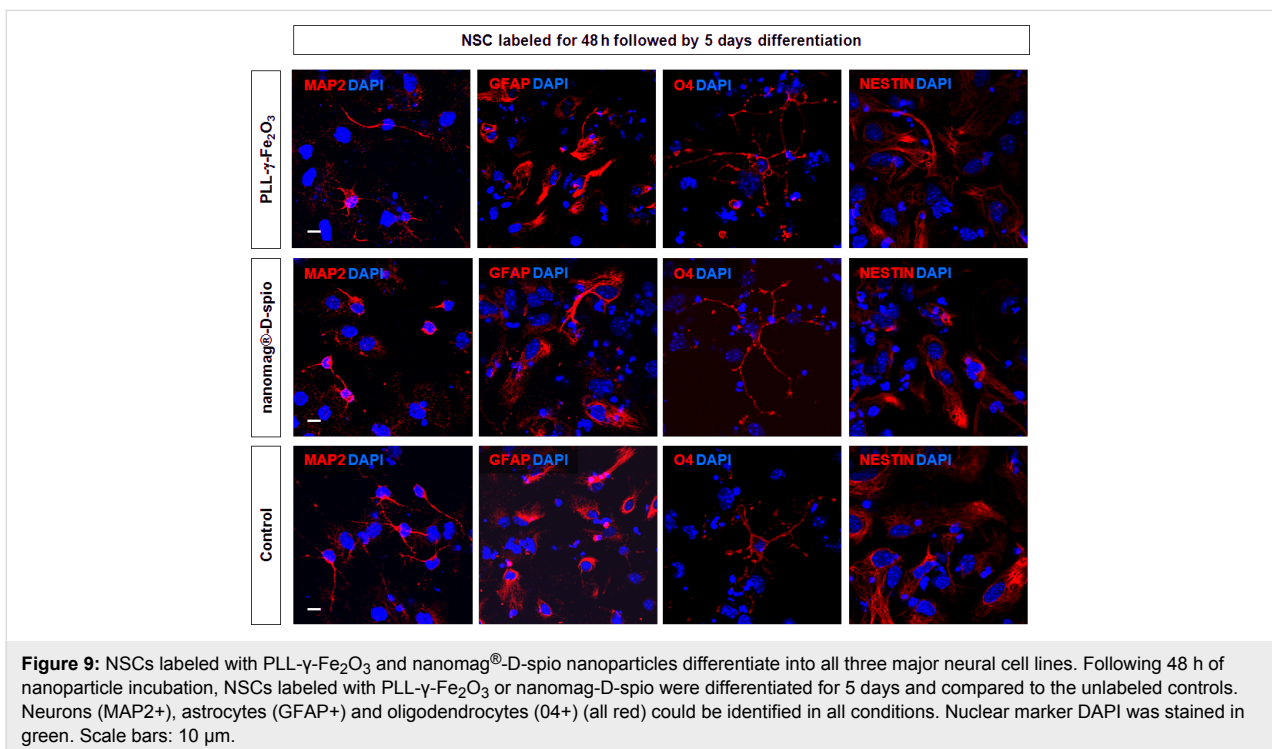 NSC labeled for 48 h followed by 5 days differentiation
PLL-γ-Fe₂O₃
MAP2 DAPI
GFAP DAPI
O4 DAPI
NESTIN DAPI
nanomag®-D-spio
MAP2 DAPI
GFAP DAPI
O4 DAPI
NESTIN DAPI
Control
MAP2 DAPI
GFAP DAPI
O4 DAPI
NESTIN DAPI
Figure 9: NSCs labeled with PLL-γ-Fe₂O₃ and nanomag®-D-spio nanoparticles differentiate into all three major neural cell lines. Following 48 h of
nanoparticle incubation, NSCs labeled with PLL-γ-Fe₂O₃ or nanomag-D-spio were differentiated for 5 days and compared to the unlabeled controls.
Neurons (MAP2+), astrocytes (GFAP+) and oligodendrocytes (04+) (all red) could be identified in all conditions. Nuclear marker DAPI was stained in
green. Scale bars: 10 µm.